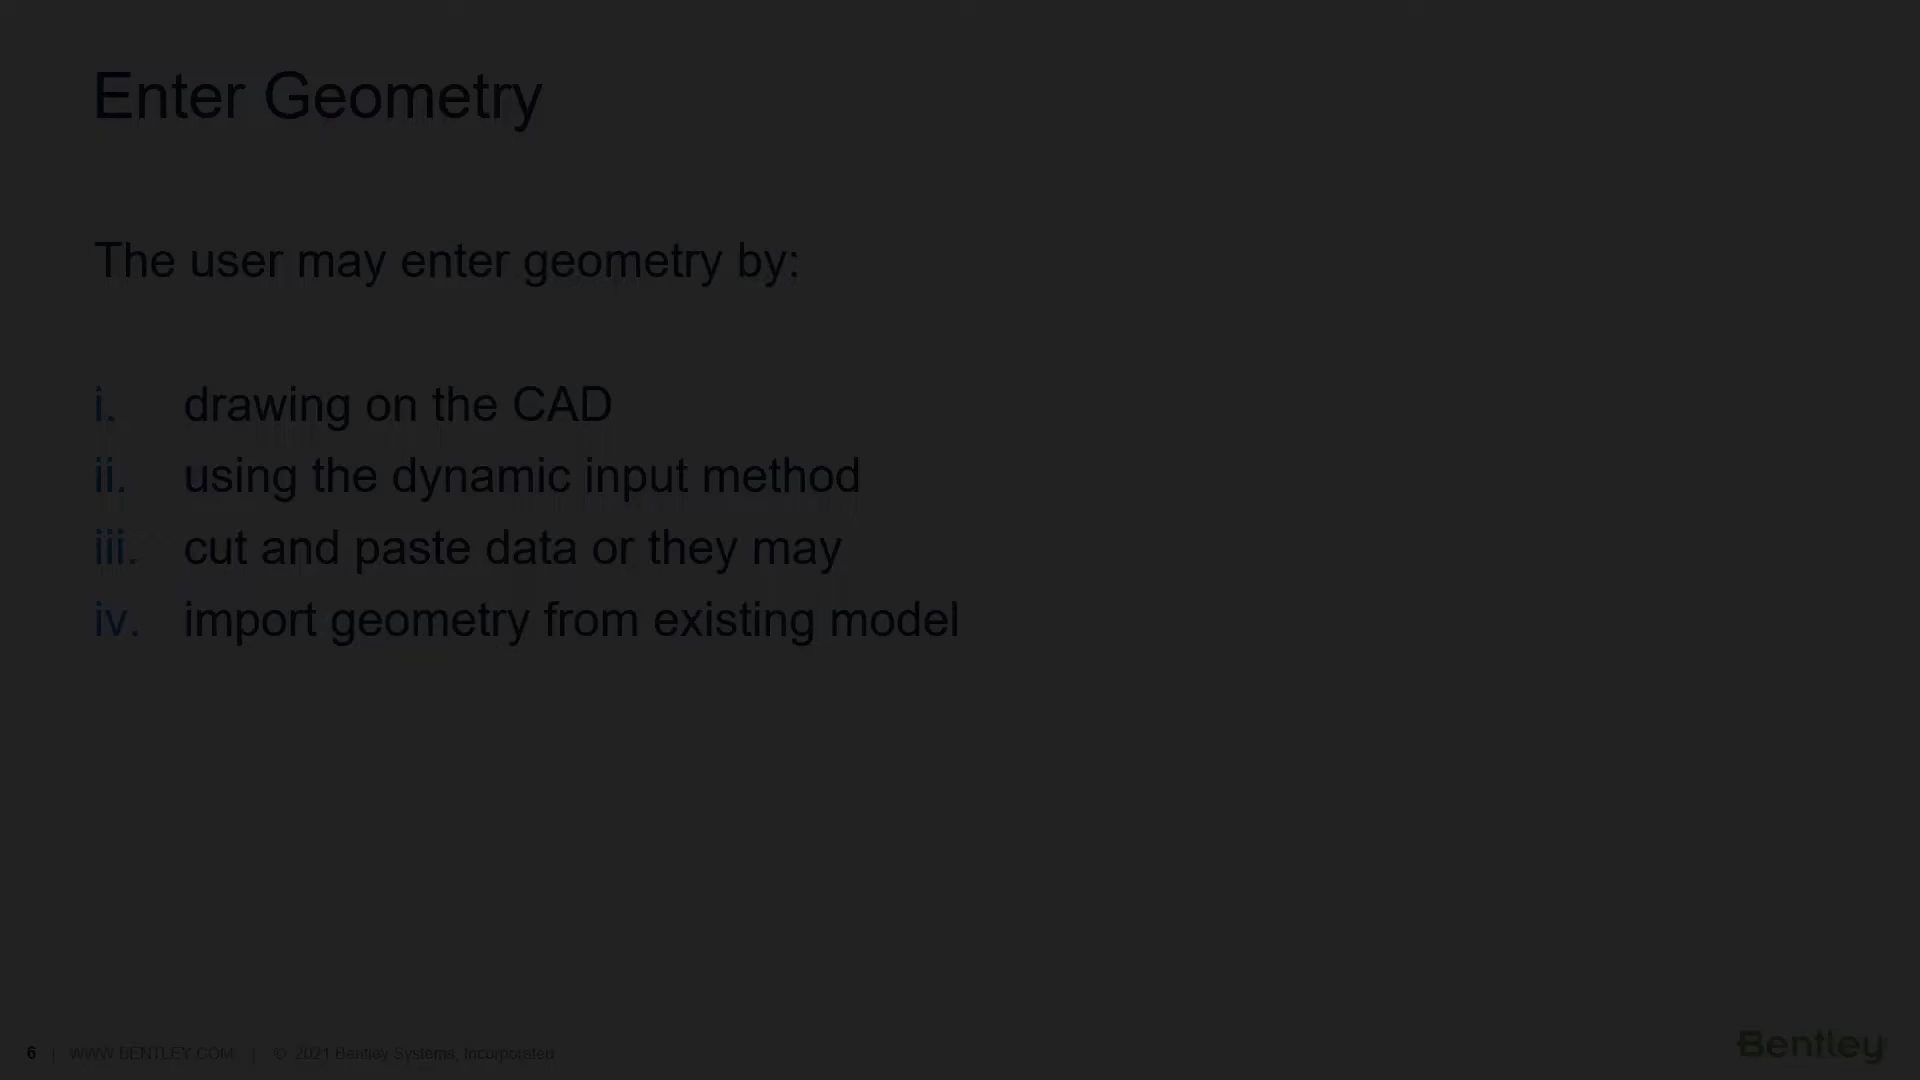 Enter Geometry
The user may enter geometry by:
i. drawing on the CAD
ii. using the dynamic input method
iii. cut and paste data or they may
iv. import geometry from existing model
6 | WWW.BENTLEY.COM | © 2021 Bentley Systems, Incorporated
Bentley